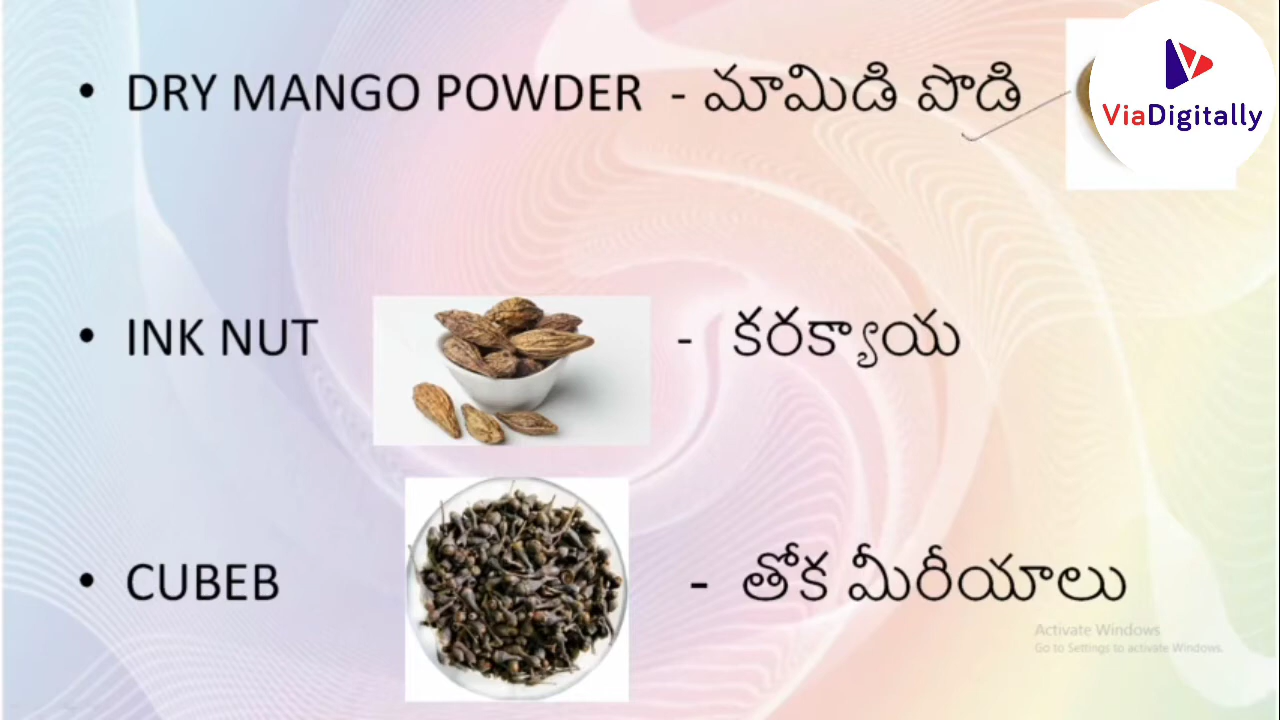 • DRY MANGO POWDER - మామిడి పొడి
ViaDigitally
• INK NUT - కరక్యాయ
• CUBEB - తోక మీరీయాలు
Activate Windows
Go to Settings to activate Windows.